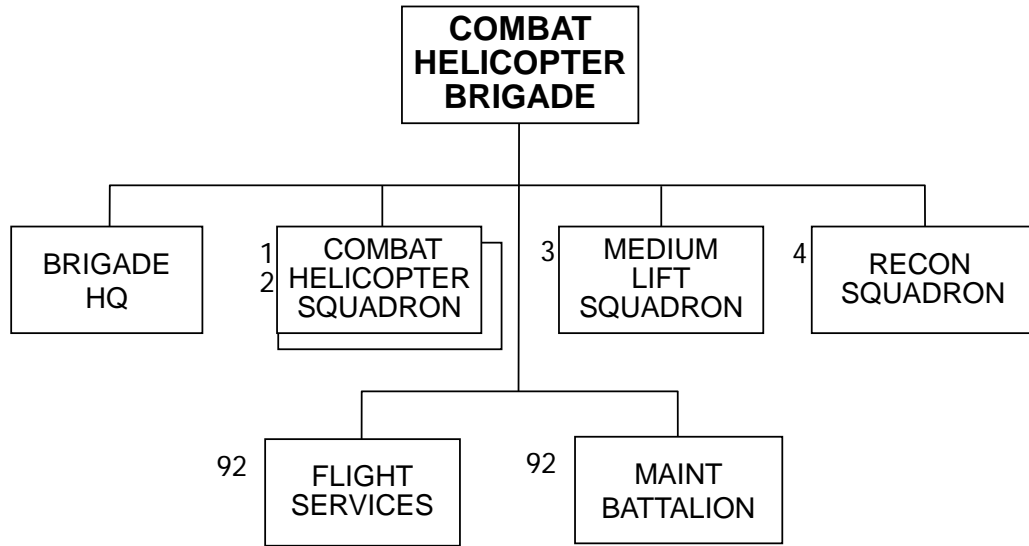 COMBAT
HELICOPTER
BRIGADE
BRIGADE
HQ
1
2
COMBAT
HELICOPTER
SQUADRON
3
MEDIUM
LIFT
SQUADRON
4
RECON
SQUADRON
92
FLIGHT
SERVICES
92
MAINT
BATTALION